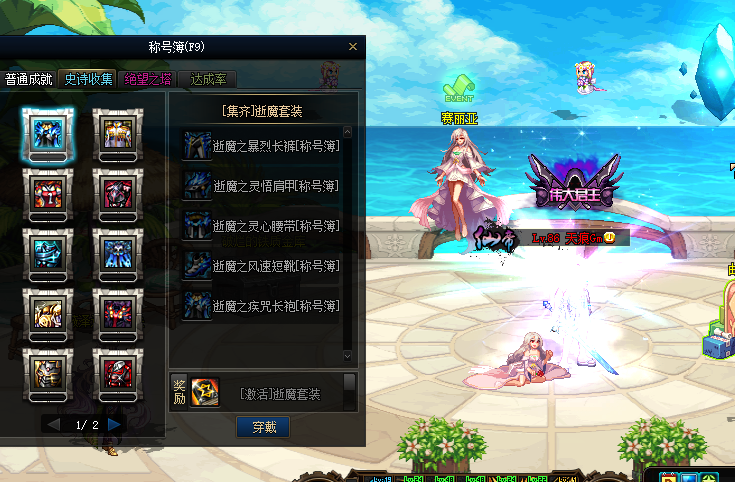 称号簿(F9)
普通成就 史诗收集 绝望之塔 达成率
[集齐]逝魔套装
逝魔之暴烈长裤[称号簿]
逝魔之灵悟肩甲[称号簿]
逝魔之灵心腰带[称号簿]
逝魔之风速短靴[称号簿]
逝魔之疾咒长袍[称号簿]
奖励
[激活]逝魔套装
穿戴
1/ 2
EVENT
赛丽亚
伟大君王
Lv.86 天狼Gm